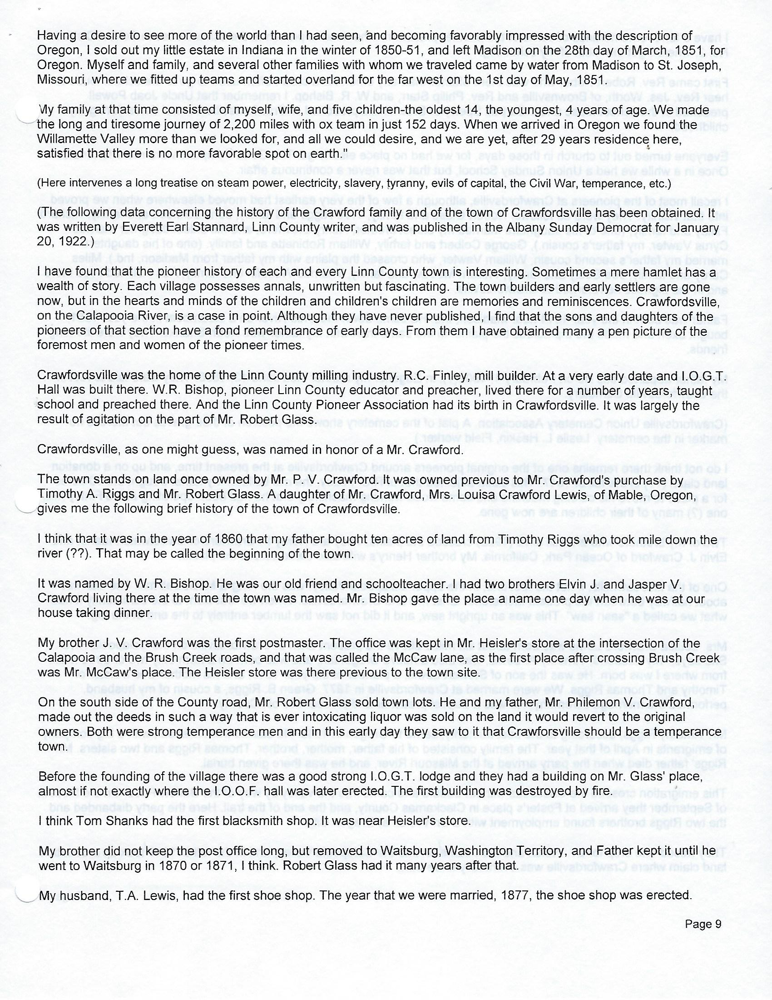 Having a desire to see more of the world than I had seen, and becoming favorably impressed with the description of
Oregon, I sold out my little estate in Indiana in the winter of 1850-51, and left Madison on the 28th day of March, 1851, for
Oregon. Myself and family, and several other families with whom we traveled came by water from Madison to St. Joseph,
Missouri, where we fitted up teams and started overland for the far west on the 1st day of May, 1851.
My family at that time consisted of myself, wife, and five children-the oldest 14, the youngest, 4 years of age. We made
the long and tiresome journey of 2,200 miles with ox team in just 152 days. When we arrived in Oregon we found the
Willamette Valley more than we looked for, and all we could desire, and we are yet, after 29 years residence here,
satisfied that there is no more favorable spot on earth."
(Here intervenes a long treatise on steam power, electricity, slavery, tyranny, evils of capital, the Civil War, temperance, etc.)
(The following data concerning the history of the Crawford family and of the town of Crawfordsville has been obtained. It
was written by Everett Earl Stannard, Linn County writer, and was published in the Albany Sunday Democrat for January
20, 1922.)
I have found that the pioneer history of each and every Linn County town is interesting. Sometimes a mere hamlet has a
wealth of story. Each village possesses annals, unwritten but fascinating. The town builders and early settlers are gone
now, but in the hearts and minds of the children and children's children are memories and reminiscences. Crawfordsville,
on the Calapooia River, is a case in point. Although they have never published, I find that the sons and daughters of the
pioneers of that section have a fond remembrance of early days. From them I have obtained many a pen picture of the
foremost men and women of the pioneer times.
Crawfordsville was the home of the Linn County milling industry. R.C. Finley, mill builder. At a very early date and I.O.G.T.
Hall was built there. W.R. Bishop, pioneer Linn County educator and preacher, lived there for a number of years, taught
school and preached there. And the Linn County Pioneer Association had its birth in Crawfordsville. It was largely the
result of agitation on the part of Mr. Robert Glass.
Crawfordsville, as one might guess, was named in honor of a Mr. Crawford.
The town stands on land once owned by Mr. P. V. Crawford. It was owned previous to Mr. Crawford's purchase by
Timothy A. Riggs and Mr. Robert Glass. A daughter of Mr. Crawford, Mrs. Louisa Crawford Lewis, of Mable, Oregon,
gives me the following brief history of the town of Crawfordsville.
I think that it was in the year of 1860 that my father bought ten acres of land from Timothy Riggs who took mile down the
river (??). That may be called the beginning of the town.
It was named by W. R. Bishop. He was our old friend and schoolteacher. I had two brothers Elvin J. and Jasper V.
Crawford living there at the time the town was named. Mr. Bishop gave the place a name one day when he was at our
house taking dinner.
My brother J. V. Crawford was the first postmaster. The office was kept in Mr. Heisler's store at the intersection of the
Calapooia and the Brush Creek roads, and that was called the McCaw lane, as the first place after crossing Brush Creek
was Mr. McCaw's place. The Heisler store was there previous to the town site.
On the south side of the County road, Mr. Robert Glass sold town lots. He and my father, Mr. Philemon V. Crawford,
made out the deeds in such a way that is ever intoxicating liquor was sold on the land it would revert to the original
owners. Both were strong temperance men and in this early day they saw to it that Crawforsville should be a temperance
town.
Before the founding of the village there was a good strong I.O.G.T. lodge and they had a building on Mr. Glass' place,
almost if not exactly where the I.O.O.F. hall was later erected. The first building was destroyed by fire.
I think Tom Shanks had the first blacksmith shop. It was near Heisler's store.
My brother did not keep the post office long, but removed to Waitsburg, Washington Territory, and Father kept it until he
went to Waitsburg in 1870 or 1871, I think. Robert Glass had it many years after that.
My husband, T.A. Lewis, had the first shoe shop. The year that we were married, 1877, the shoe shop was erected.
Page 9